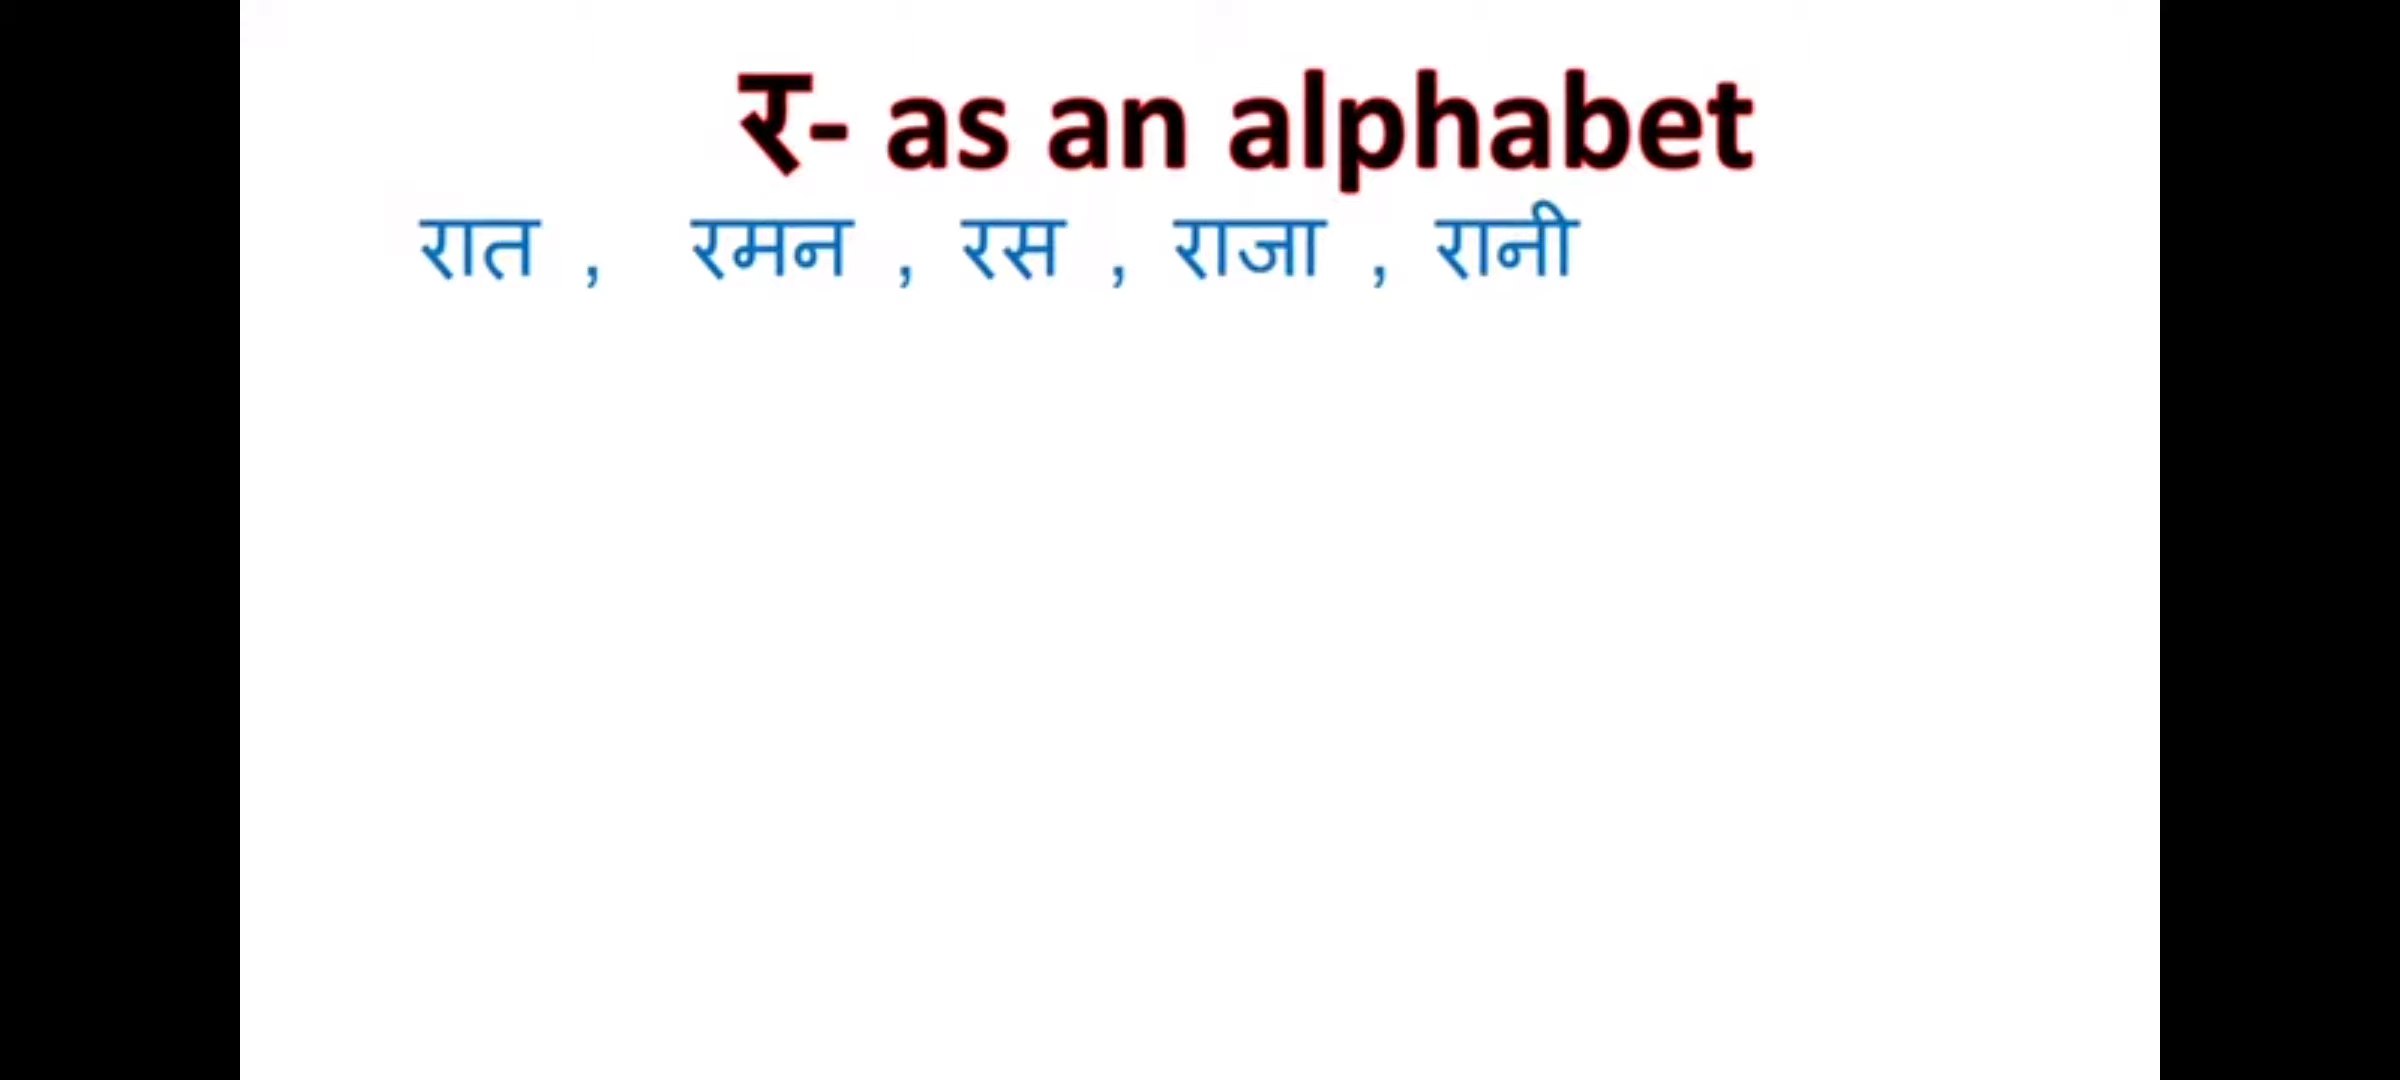 र- as an alphabet
रात , रमन , रस , राजा , रानी